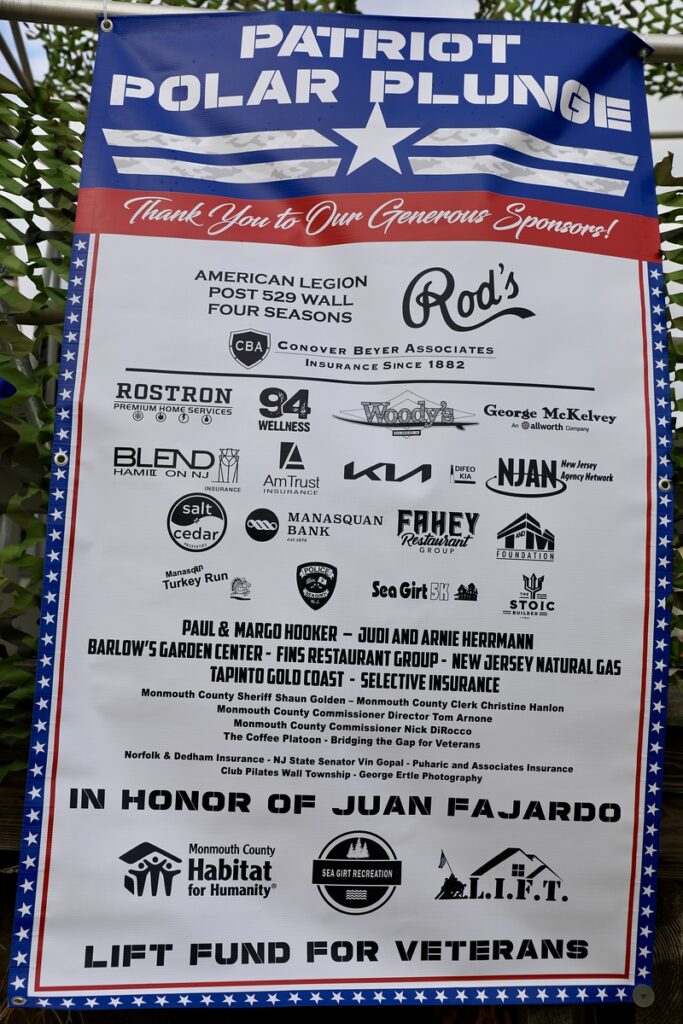 PATRIOT
POLAR PLUNGE
Thank You to Our Generous Sponsors!
AMERICAN LEGION
POST 529 WALL
FOUR SEASONS
Rod's
CBA
CONOVER BEYER ASSOCIATES
INSURANCE SINCE 1882
ROSTRON
PREMIUM HOME SERVICES
94
WELLNESS
Woody's
George McKelvey
An allworth Company
BLEND
HAMILTON NJ
INSURANCE
AmTrust
INSURANCE
KIA
DIFEO
KIA
NJAN
New Jersey
Agency Network
salt
+
cedar
PROPERTIES
MANASQUAN
BANK
est. 1874
FAHEY
Restaurant
GROUP
AND
FOUNDATION
Manasquan
Turkey Run
POLICE
SEA GIRT
N.J.
Sea Girt 5K
THE
STOIC
BUILDER
PAUL & MARGO HOOKER – JUDI AND ARNIE HERRMANN
BARLOW'S GARDEN CENTER - FINS RESTAURANT GROUP - NEW JERSEY NATURAL GAS
TAPINTO GOLD COAST - SELECTIVE INSURANCE
Monmouth County Sheriff Shaun Golden – Monmouth County Clerk Christine Hanlon
Monmouth County Commissioner Director Tom Arnone
Monmouth County Commissioner Nick DiRocco
The Coffee Platoon - Bridging the Gap for Veterans
Norfolk & Dedham Insurance - NJ State Senator Vin Gopal - Puharic and Associates Insurance
Club Pilates Wall Township - George Ertle Photography
IN HONOR OF JUAN FAJARDO
Monmouth County
Habitat
for Humanity®
SEA GIRT RECREATION
L.I.F.T.
LIFT FUND FOR VETERANS